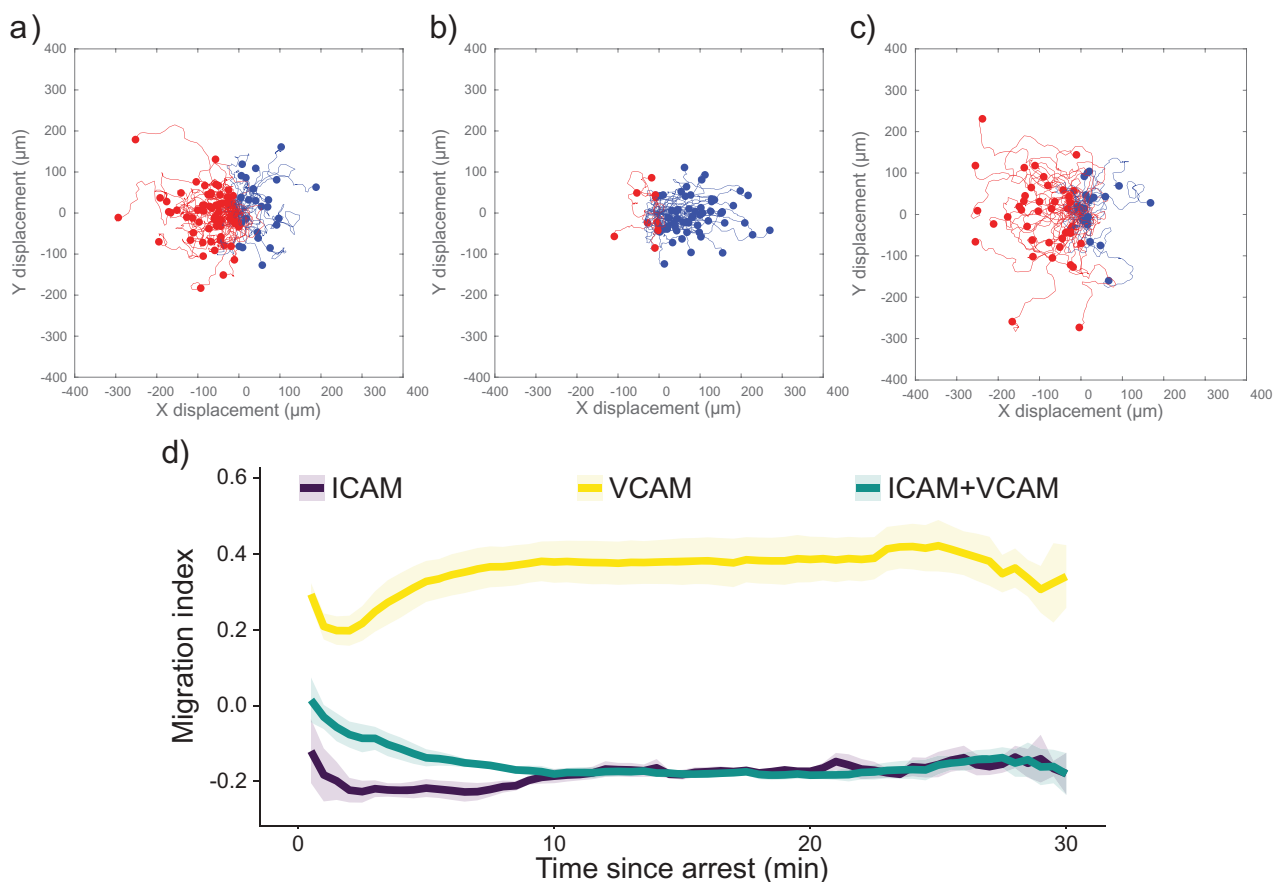 a)
400
300
200
100
0
-100
-200
-300
-400
Y displacement (µm)
-400 -300 -200 -100 0 100 200 300 400
X displacement (µm)
b)
400
300
200
100
0
-100
-200
-300
-400
Y displacement (µm)
-400 -300 -200 -100 0 100 200 300 400
X displacement (µm)
c)
400
300
200
100
0
-100
-200
-300
-400
Y displacement (µm)
-400 -300 -200 -100 0 100 200 300 400
X displacement (µm)
d)
ICAM VCAM ICAM+VCAM
0.6
0.4
0.2
0.0
-0.2
Migration index
0 10 20 30
Time since arrest (min)